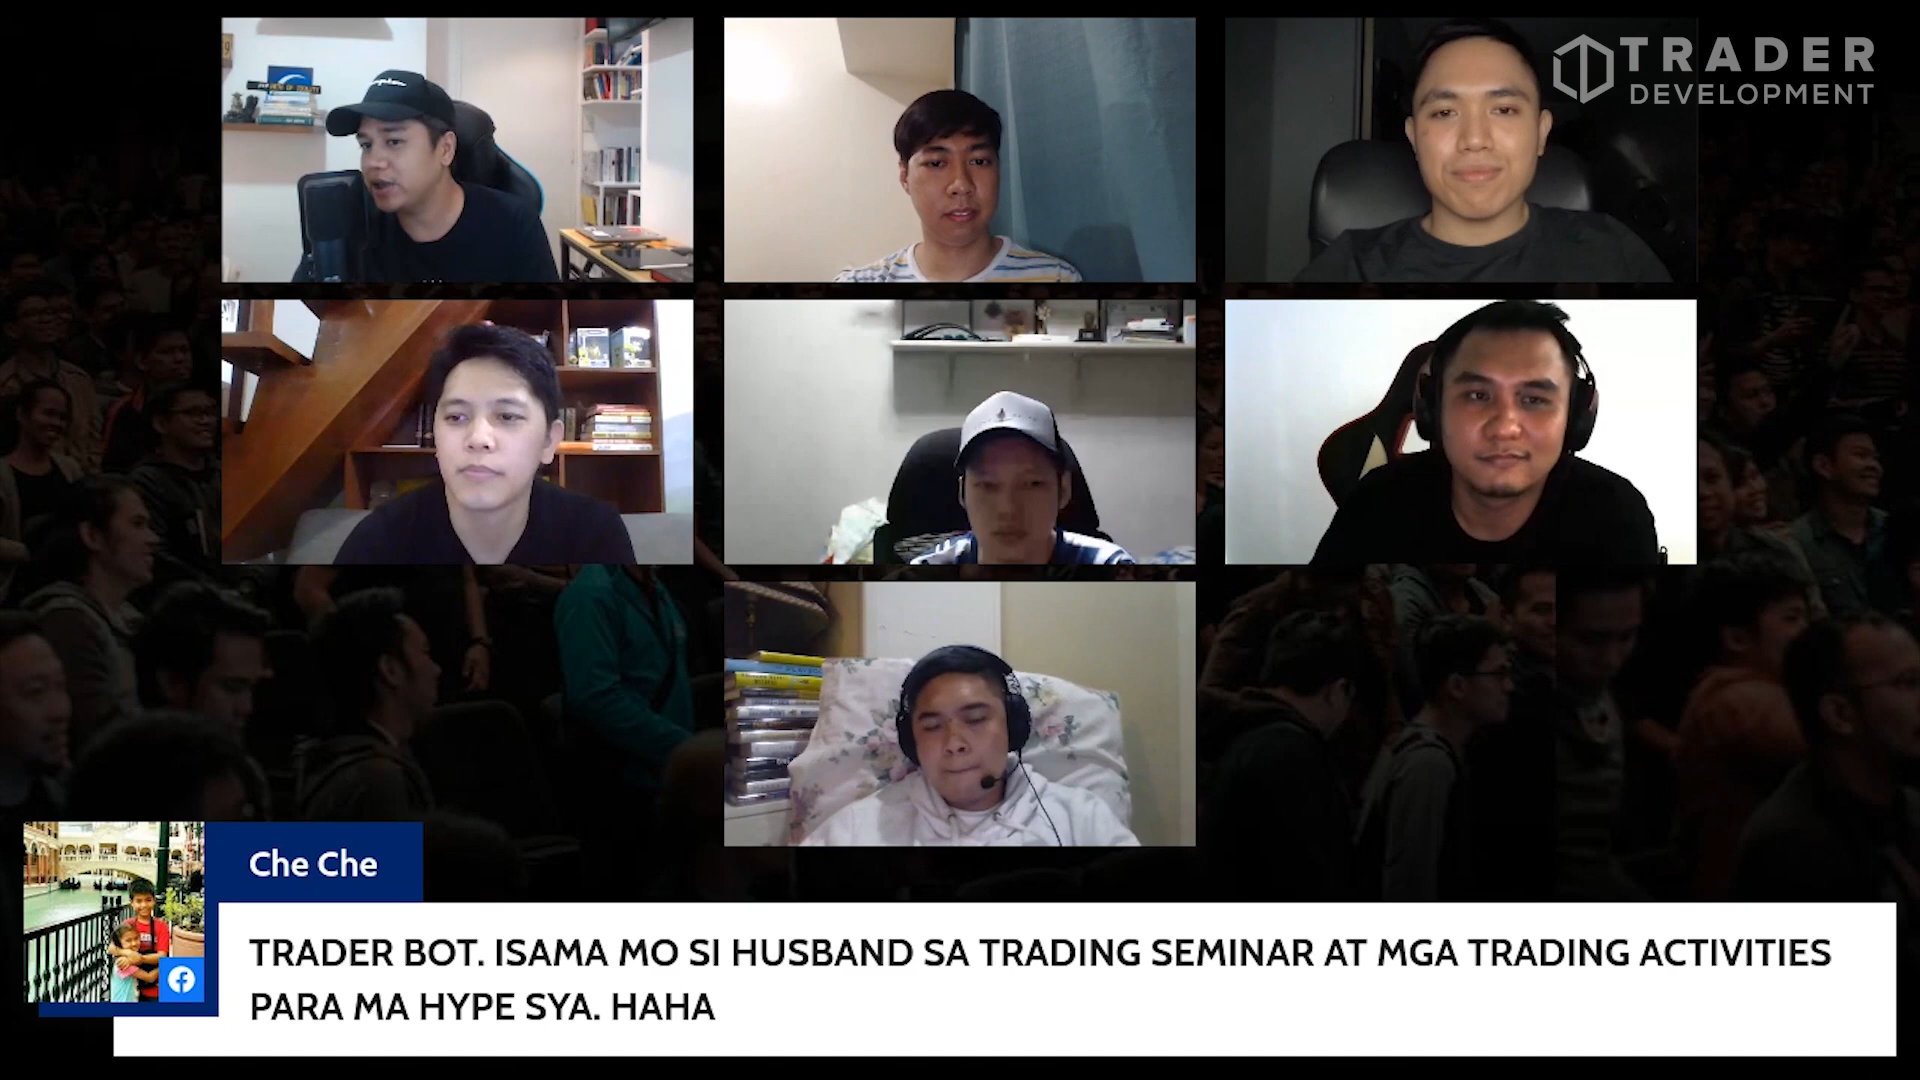 TRADER
DEVELOPMENT
Che Che
TRADER BOT. ISAMA MO SI HUSBAND SA TRADING SEMINAR AT MGA TRADING ACTIVITIES
PARA MA HYPE SYA. HAHA